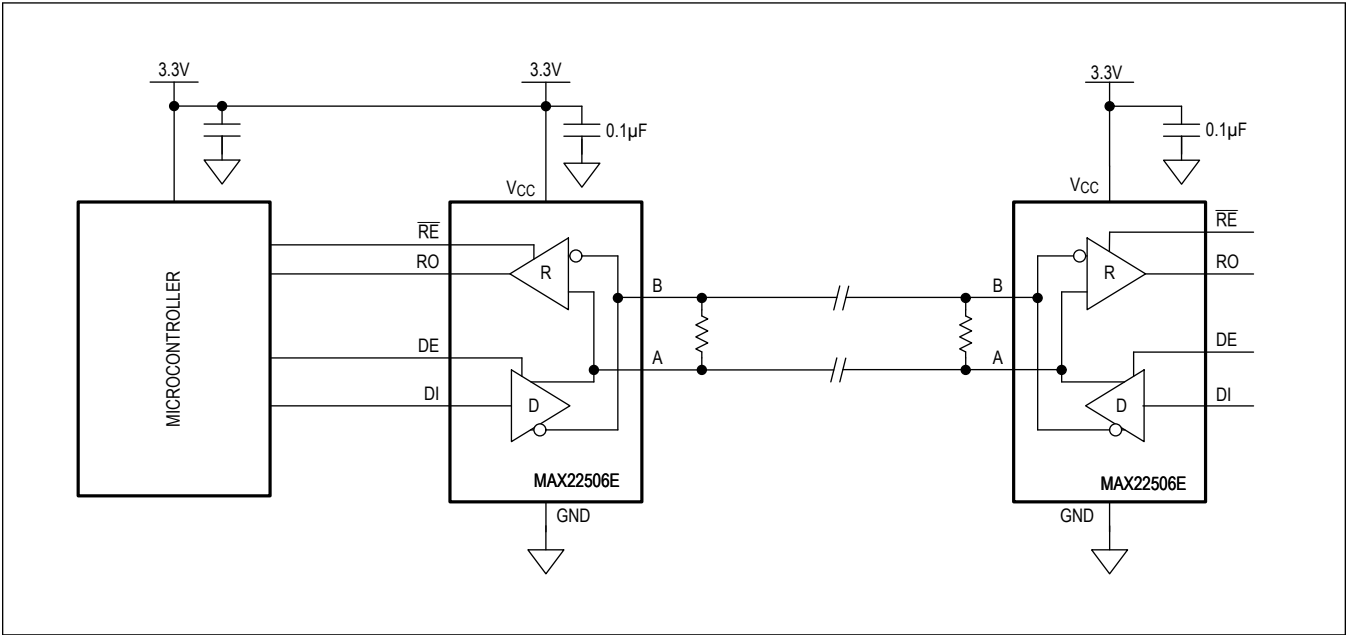 3.3V
3.3V
3.3V
0.1µF
0.1µF
VCC
VCC
MICROCONTROLLER
RE
RO
DE
DI
R
D
B
A
MAX22506E
GND
B
A
R
D
RE
RO
DE
DI
MAX22506E
GND